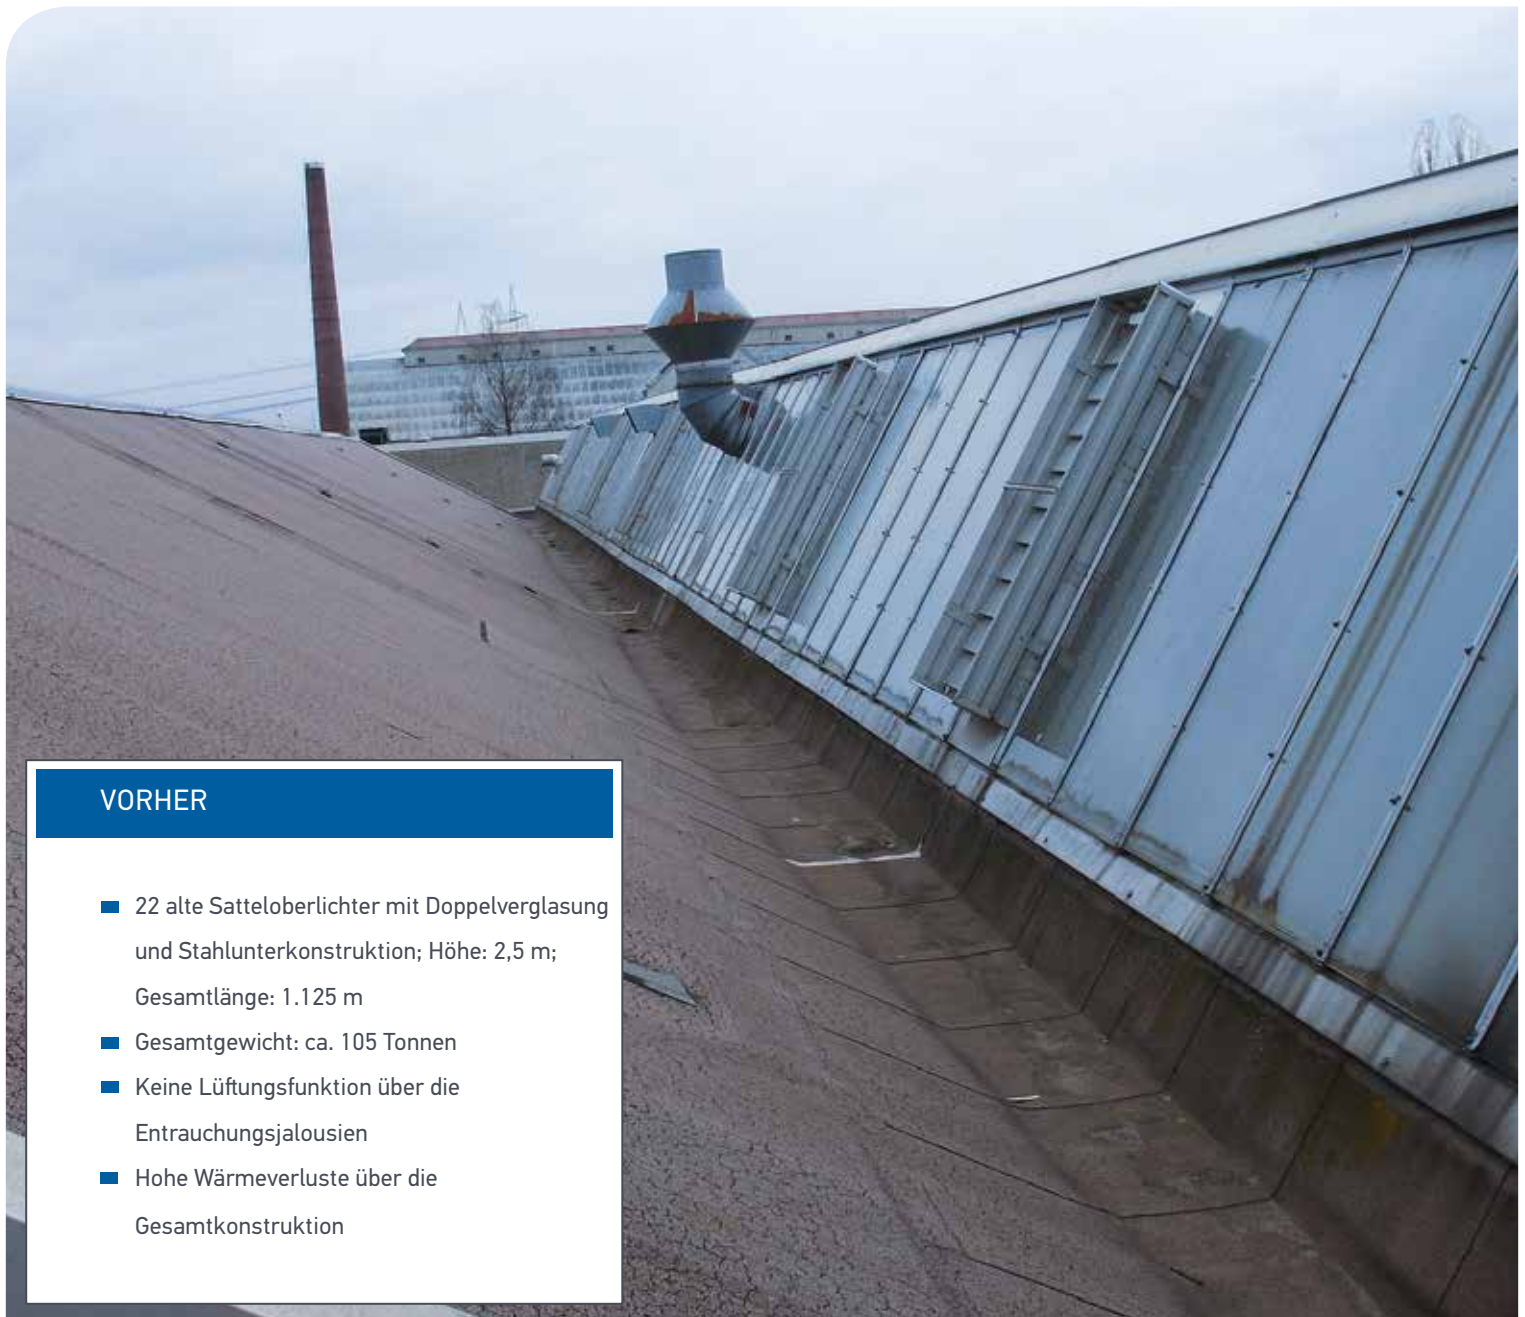 VORHER
22 alte Satteloberlichter mit Doppelverglasung
und Stahlunterkonstruktion; Höhe: 2,5 m;
Gesamtlänge: 1.125 m
Gesamtgewicht: ca. 105 Tonnen
Keine Lüftungsfunktion über die
Entrauchungsjalousien
Hohe Wärmeverluste über die
Gesamtkonstruktion